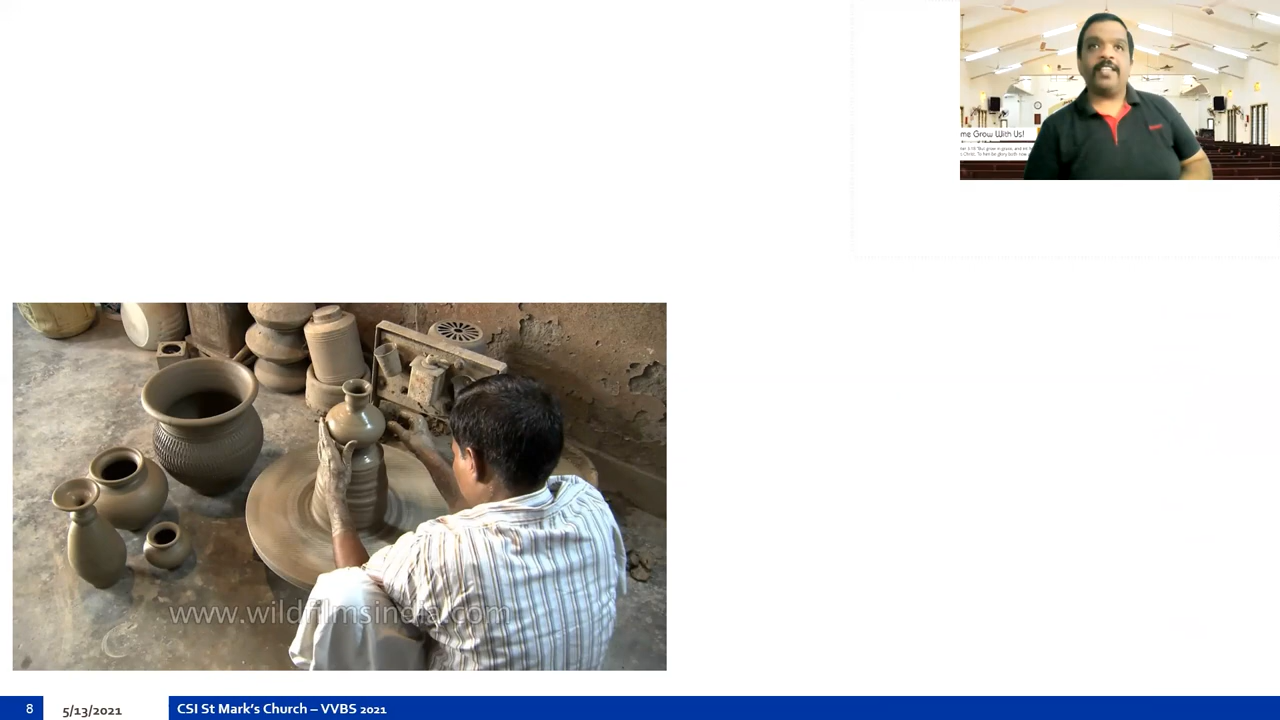 me Grow With Us!
www.wildfilmsindia.com
8
5/13/2021
CSI St Mark's Church – VVBS 2021